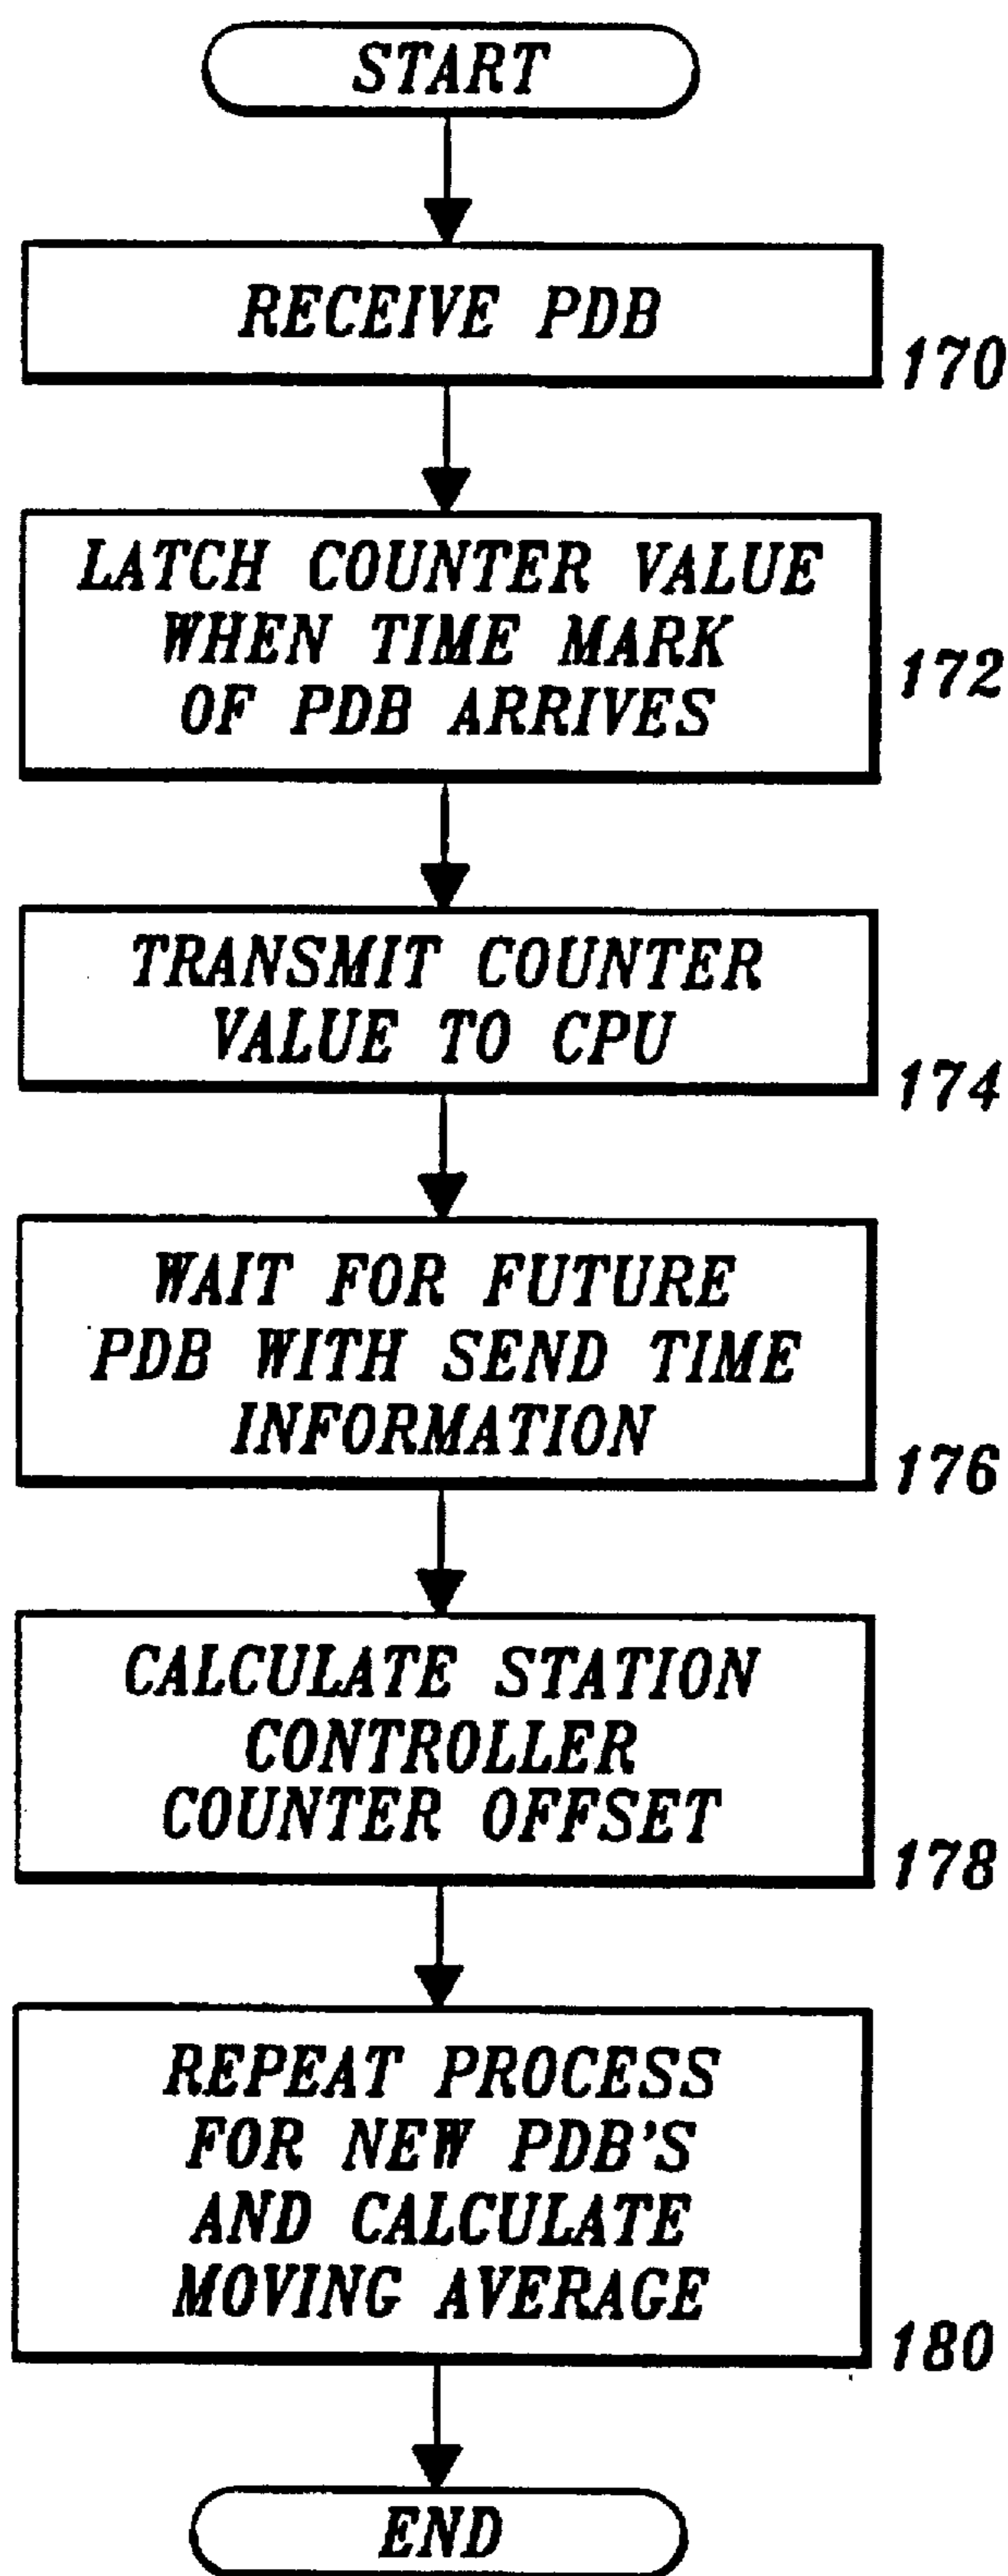 START
RECEIVE PDB
170
LATCH COUNTER VALUE
WHEN TIME MARK
OF PDB ARRIVES
172
TRANSMIT COUNTER
VALUE TO CPU
174
WAIT FOR FUTURE
PDB WITH SEND TIME
INFORMATION
176
CALCULATE STATION
CONTROLLER
COUNTER OFFSET
178
REPEAT PROCESS
FOR NEW PDB'S
AND CALCULATE
MOVING AVERAGE
180
END